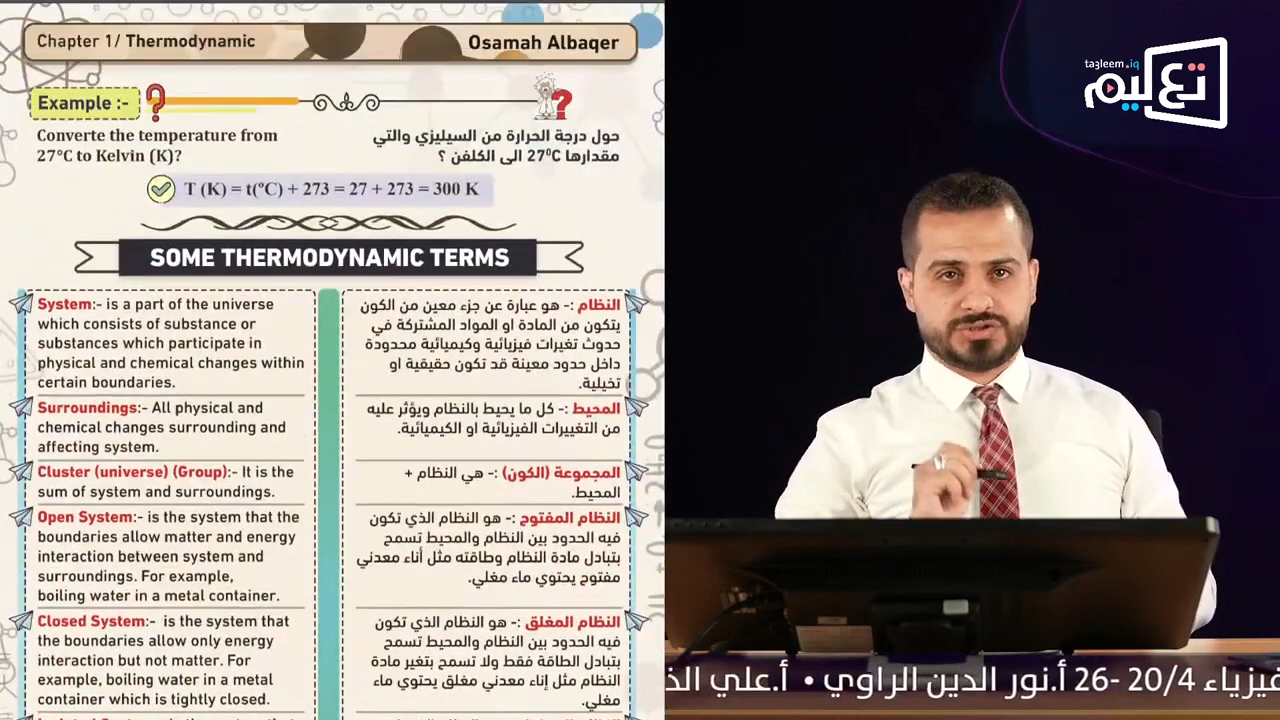 Chapter 1/ Thermodynamic
Osamah Albaqer
Example :-
Converte the temperature from
27°C to Kelvin (K)?
حول درجة الحرارة من السيليزي والتي
مقدارها 27⁰C الى الكلفن ؟
T (K) = t(ºC) + 273 = 27 + 273 = 300 K
SOME THERMODYNAMIC TERMS
System:- is a part of the universe
which consists of substance or
substances which participate in
physical and chemical changes within
certain boundaries.
النظام :- هو عبارة عن جزء معين من الكون
يتكون من المادة او المواد المشتركة في
حدوث تغيرات فيزيائية وكيميائية محدودة
داخل حدود معينة قد تكون حقيقية او
تخيلية.
Surroundings:- All physical and
chemical changes surrounding and
affecting system.
المحيط :- كل ما يحيط بالنظام ويؤثر عليه
من التغييرات الفيزيائية او الكيميائية.
Cluster (universe) (Group):- It is the
sum of system and surroundings.
المجموعة (الكون) :- هي النظام +
المحيط.
Open System:- is the system that the
boundaries allow matter and energy
interaction between system and
surroundings. For example,
boiling water in a metal container.
النظام المفتوح :- هو النظام الذي تكون
فيه الحدود بين النظام والمحيط تسمح
بتبادل مادة النظام وطاقته مثل أناء معدني
مفتوح يحتوي ماء مغلي.
Closed System:- is the system that
the boundaries allow only energy
interaction but not matter. For
example, boiling water in a metal
container which is tightly closed.
النظام المغلق :- هو النظام الذي تكون
فيه الحدود بين النظام والمحيط تسمح
بتبادل الطاقة فقط ولا تسمح بتغير مادة
النظام مثل إناء معدني مغلق يحتوي ماء
مغلي.
ta3leem.iq
تعليم
فيزياء 20/4 -26 أ.نور الدين الراوي • أ.علي